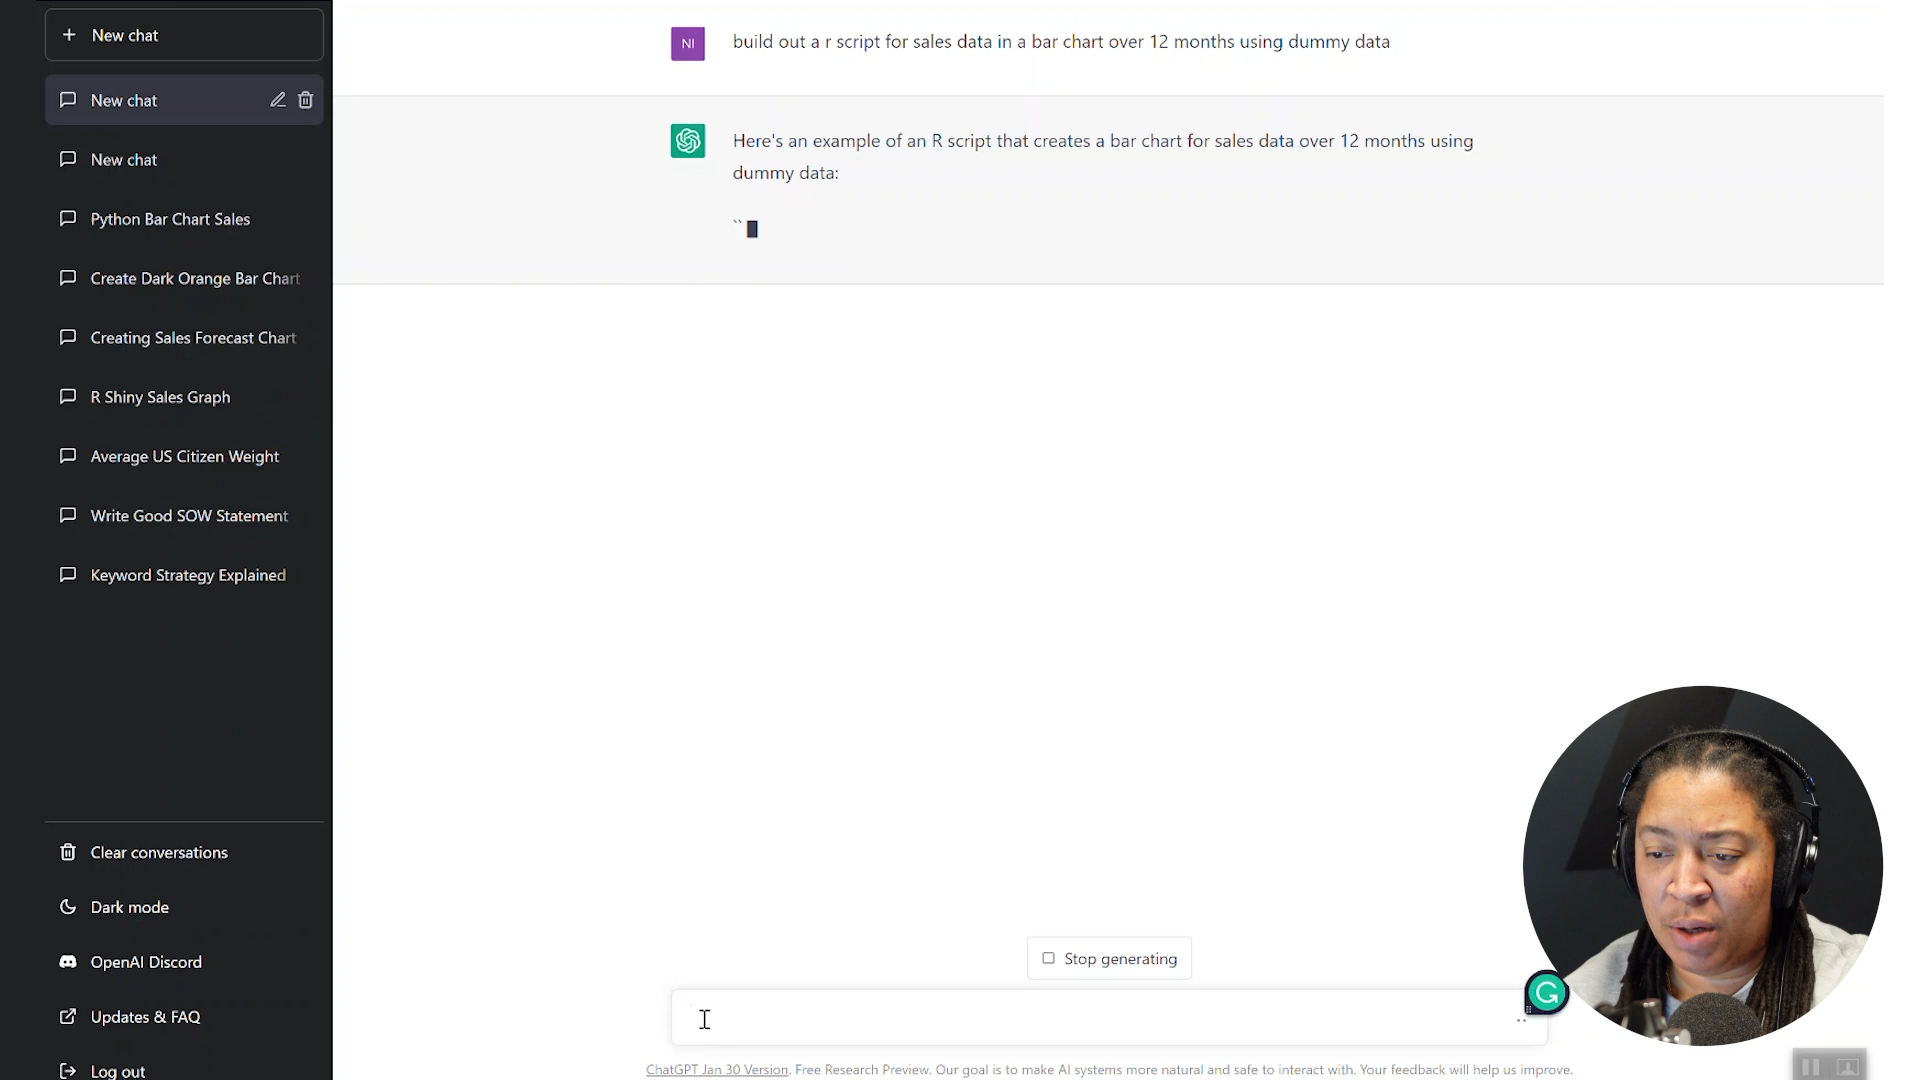 New chat
New chat
New chat
Python Bar Chart Sales
Create Dark Orange Bar Chart
Creating Sales Forecast Chart
R Shiny Sales Graph
Average US Citizen Weight
Write Good SOW Statement
Keyword Strategy Explained
Clear conversations
Dark mode
OpenAI Discord
Updates & FAQ
Log out
NI
build out a r script for sales data in a bar chart over 12 months using dummy data
Here's an example of an R script that creates a bar chart for sales data over 12 months using
dummy data:
``
Stop generating
G
ChatGPT Jan 30 Version. Free Research Preview. Our goal is to make AI systems more natural and safe to interact with. Your feedback will help us improve.